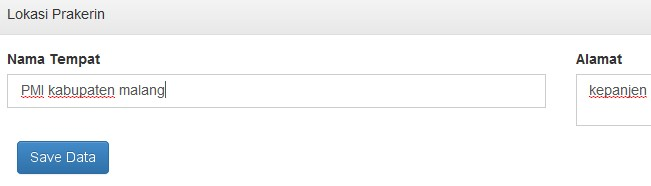 Lokasi Prakerin
Nama Tempat
PMI kabupaten malang
Alamat
kepanjen
Save Data